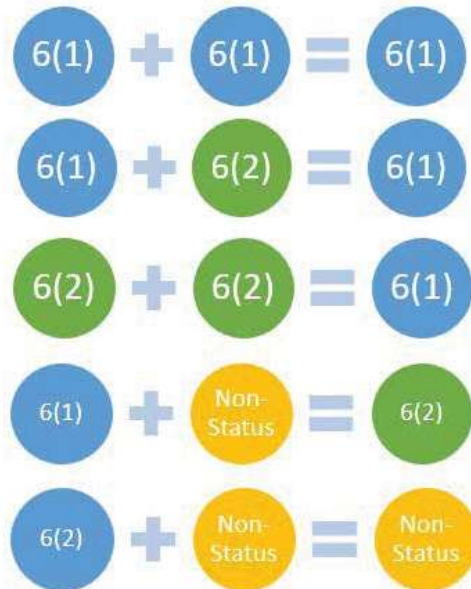 6(1) + 6(1) = 6(1)
6(1) + 6(2) = 6(1)
6(2) + 6(2) = 6(1)
6(1) + Non-Status = 6(2)
6(2) + Non-Status = Non-Status